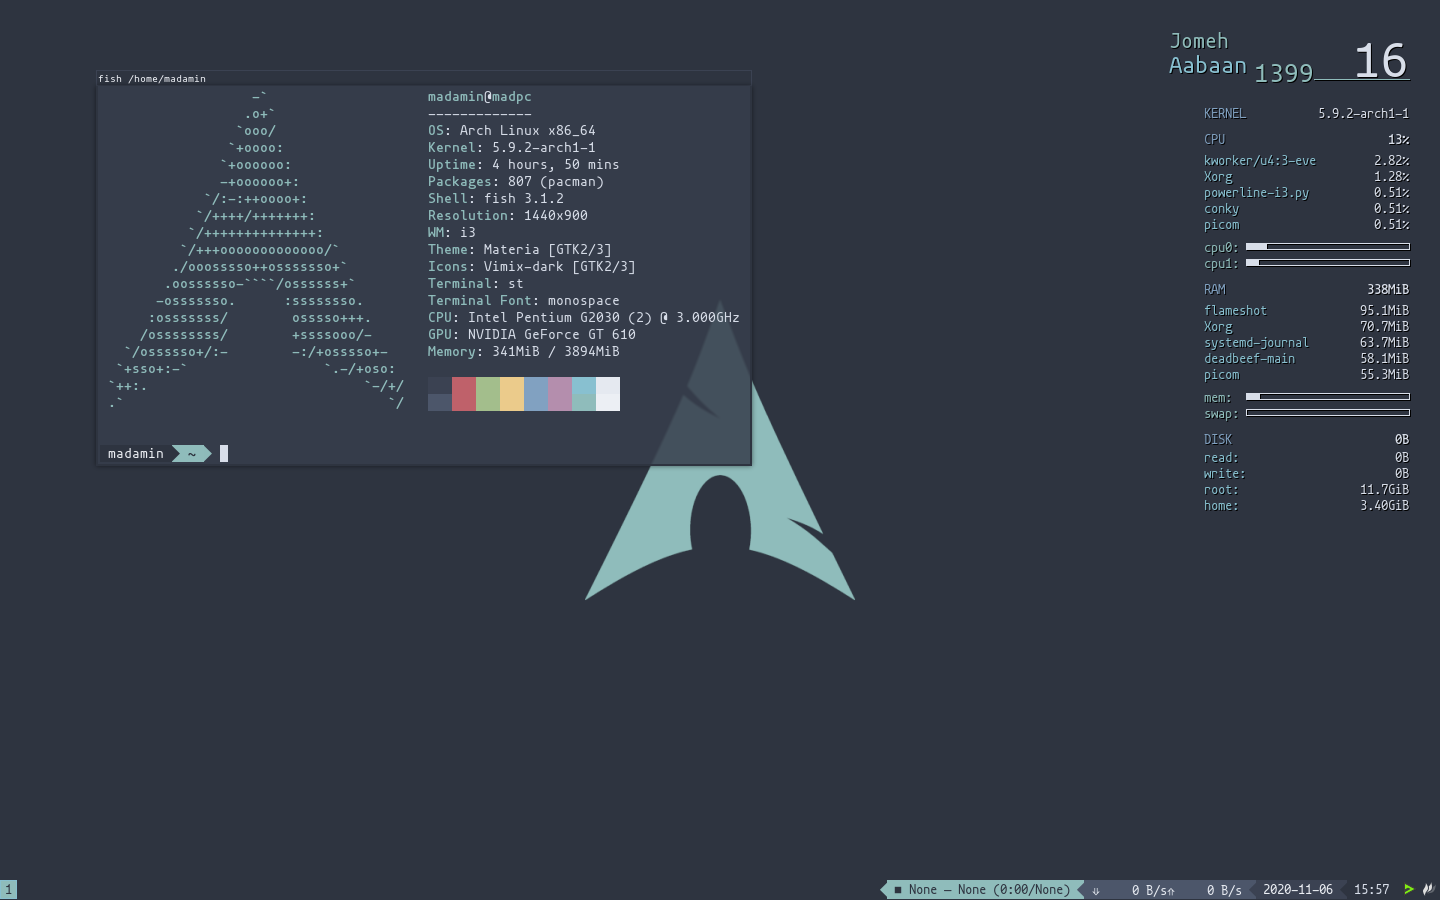 fish /home/madamin
-`
.o+`
`ooo/
`+oooo:
`+oooooo:
-+oooooo+:
`/:-:++oooo+:
`/++++/+++++++:
`/++++++++++++++:
`/+++ooooooooooooo/`
./ooosssso++osssssso+`
.oossssso-````/ossssss+`
-osssssso.      :ssssssso.
:osssssss/        osssso+++.
/ossssssss/        +ssssooo/-
`/ossssso+/:-        -:/+osssso+-
`+sso+:-`                 `.-/+oso:
`++:.                           `-/+/
.`                                 `/
madamin@madpc
-------------
OS: Arch Linux x86_64
Kernel: 5.9.2-arch1-1
Uptime: 4 hours, 50 mins
Packages: 807 (pacman)
Shell: fish 3.1.2
Resolution: 1440x900
WM: i3
Theme: Materia [GTK2/3]
Icons: Vimix-dark [GTK2/3]
Terminal: st
Terminal Font: monospace
CPU: Intel Pentium G2030 (2) @ 3.000GHz
GPU: NVIDIA GeForce GT 610
Memory: 341MiB / 3894MiB
madamin ~
Jomeh
Aabaan 1399 16
KERNEL 5.9.2-arch1-1
CPU 13%
kworker/u4:3-eve 2.82%
Xorg 1.28%
powerline-i3.py 0.51%
conky 0.51%
picom 0.51%
cpu0:
cpu1:
RAM 338MiB
flameshot 95.1MiB
Xorg 70.7MiB
systemd-journal 63.7MiB
deadbeef-main 58.1MiB
picom 55.3MiB
mem:
swap:
DISK 0B
read: 0B
write: 0B
root: 11.7GiB
home: 3.40GiB
1
■ None – None (0:00/None) ⇓ 0 B/s⇑ 0 B/s 2020-11-06 15:57